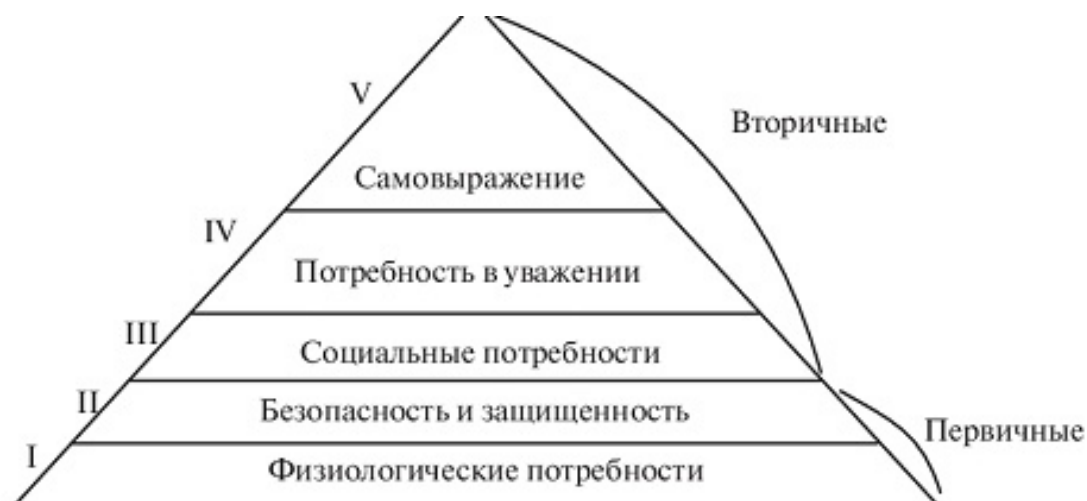 V
Вторичные
Самовыражение
IV
Потребность в уважении
III
Социальные потребности
II
Безопасность и защищенность
Первичные
I
Физиологические потребности